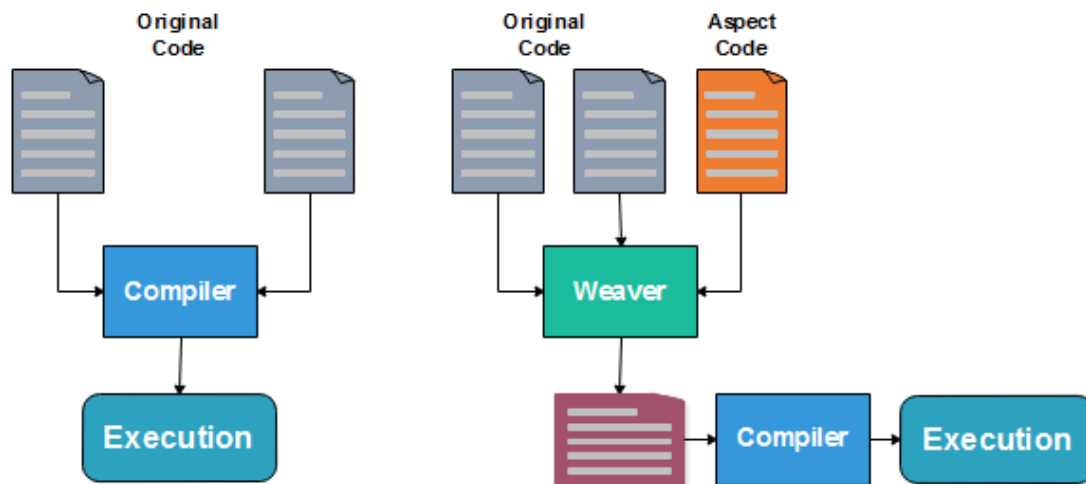 Original
Code
Original
Code
Aspect
Code
Compiler
Weaver
Execution
Compiler
Execution